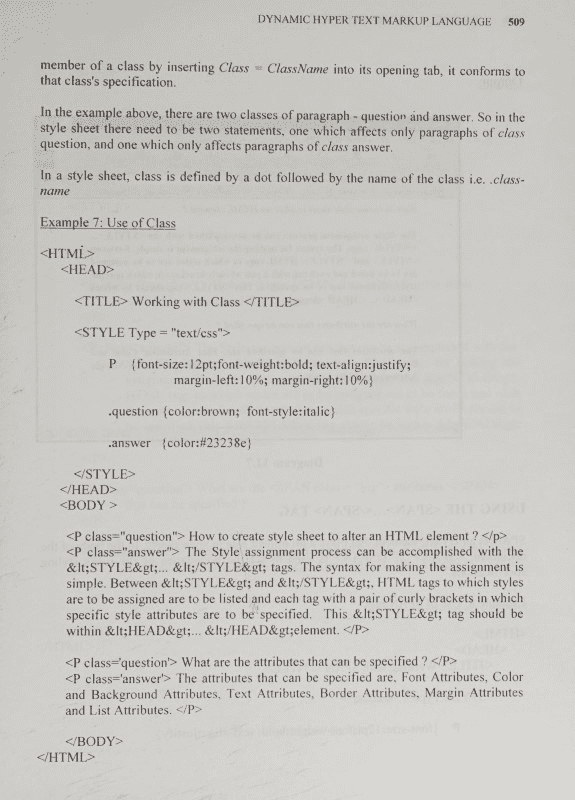 DYNAMIC HYPER TEXT MARKUP LANGUAGE 509
member of a class by inserting Class = ClassName into its opening tab, it conforms to
that class's specification.
In the example above, there are two classes of paragraph - question and answer. So in the
style sheet there need to be two statements, one which affects only paragraphs of class
question, and one which only affects paragraphs of class answer.
In a style sheet, class is defined by a dot followed by the name of the class i.e. .class-
name
Example 7: Use of Class
<HTML>
<HEAD>
<TITLE> Working with Class </TITLE>
<STYLE Type = "text/css">
P {font-size:12pt;font-weight:bold; text-align:justify;
margin-left:10%; margin-right:10%}
.question {color:brown; font-style:italic}
.answer {color:#23238e}
</STYLE>
</HEAD>
<BODY >
<P class="question"> How to create style sheet to alter an HTML element ? </p>
<P class="answer"> The Style assignment process can be accomplished with the
&lt;STYLE&gt;... &lt;/STYLE&gt; tags. The syntax for making the assignment is
simple. Between &lt;STYLE&gt; and &lt;/STYLE&gt;, HTML tags to which styles
are to be assigned are to be listed and each tag with a pair of curly brackets in which
specific style attributes are to be specified. This &lt;STYLE&gt; tag should be
within &lt;HEAD&gt;... &lt;/HEAD&gt;element. </P>
<P class='question'> What are the attributes that can be specified ? </P>
<P class='answer'> The attributes that can be specified are, Font Attributes, Color
and Background Attributes, Text Attributes, Border Attributes, Margin Attributes
and List Attributes. </P>
</BODY>
</HTML>